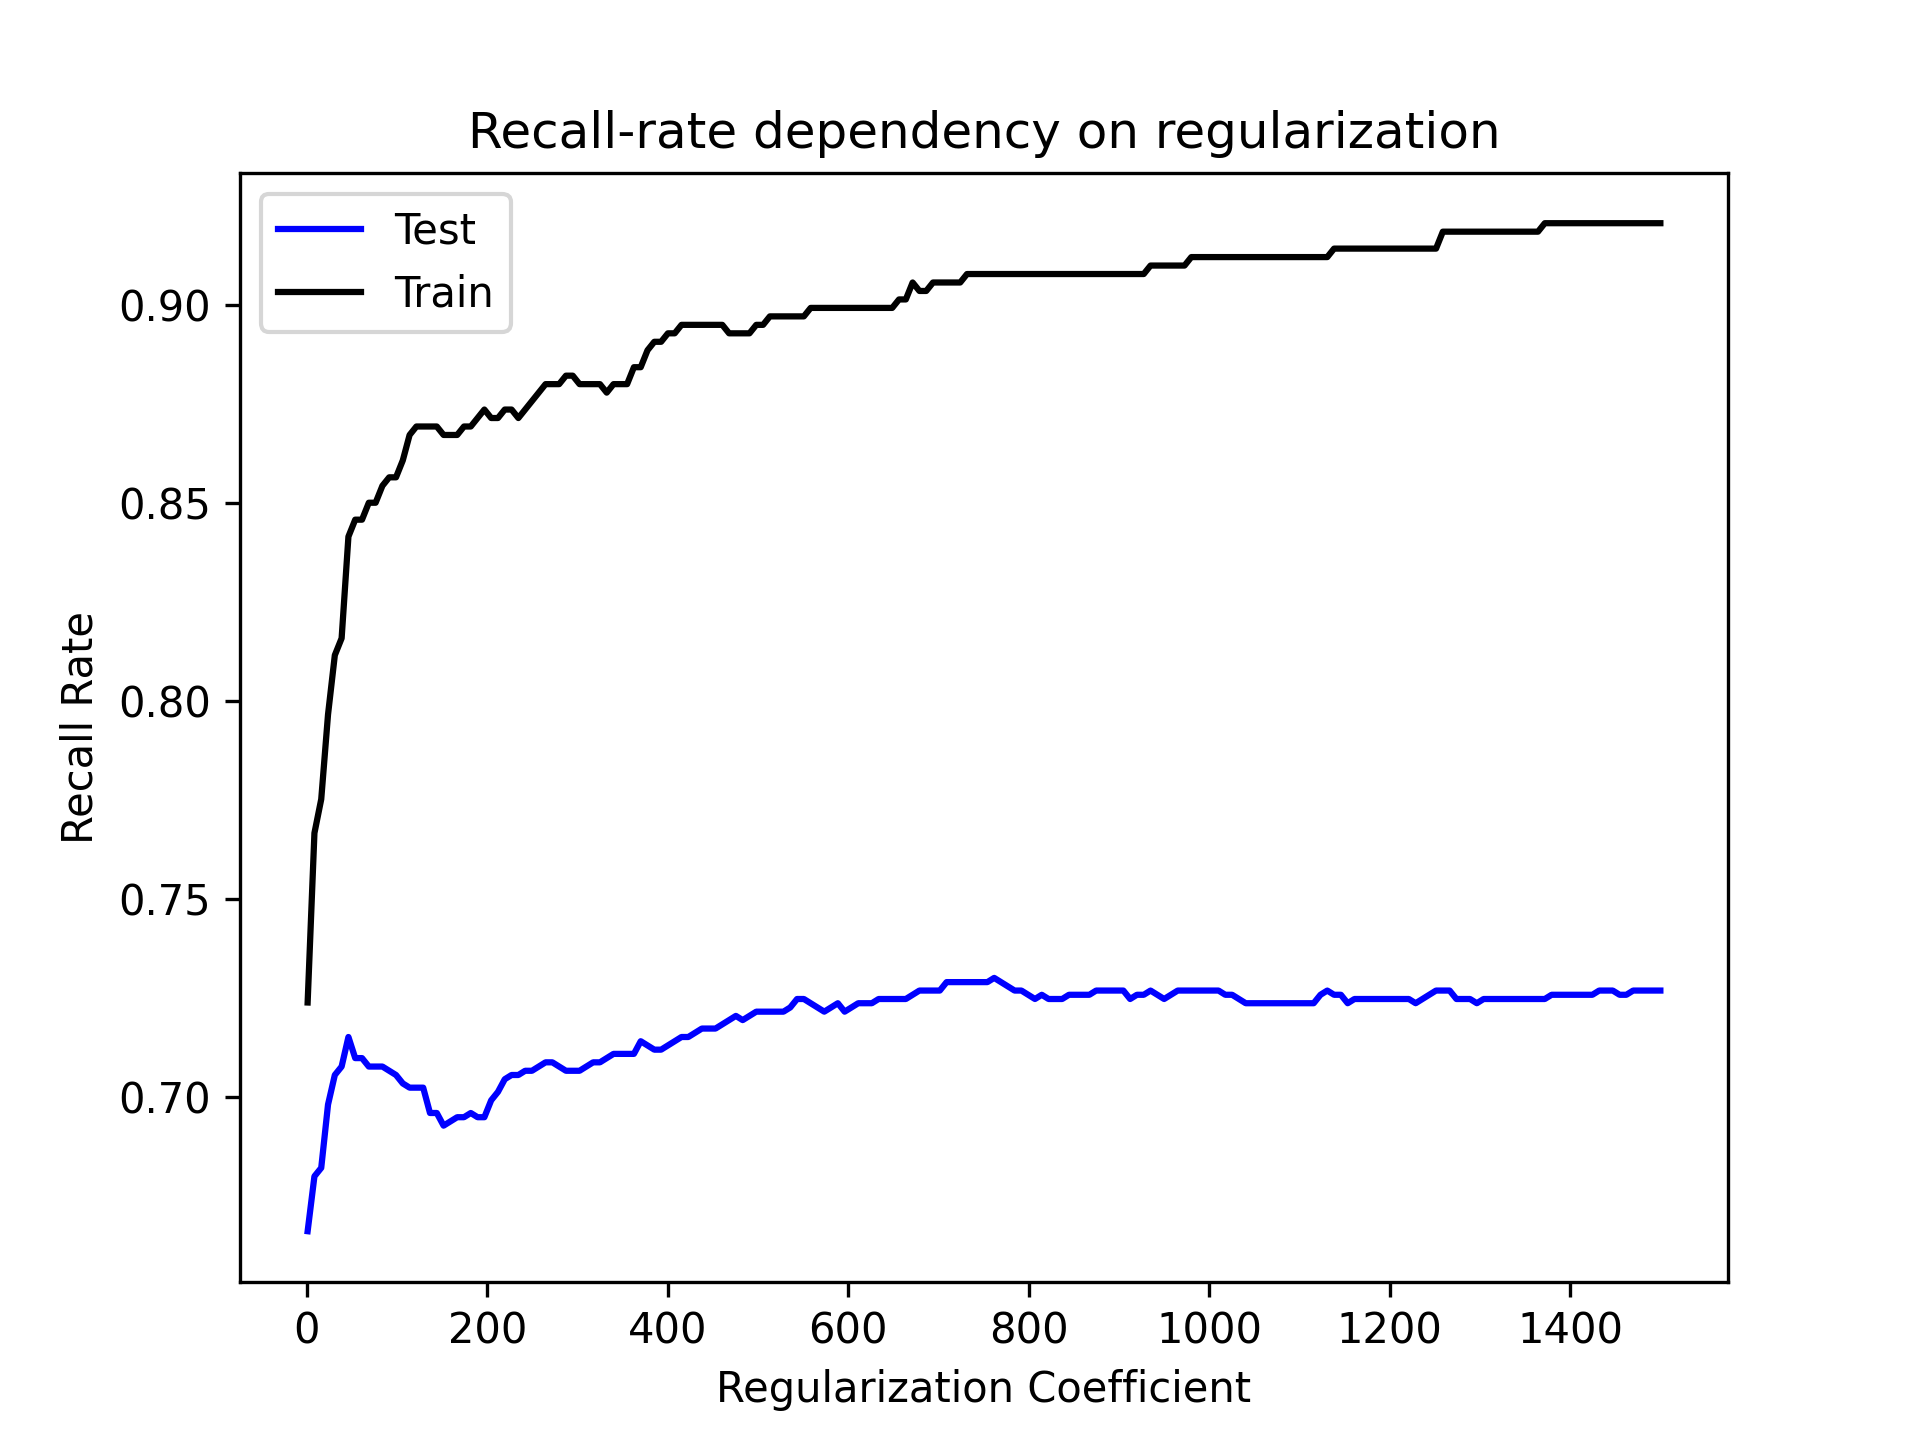 Recall-rate dependency on regularization
Test
Train
0.90
0.85
0.80
0.75
0.70
Recall Rate
0 200 400 600 800 1000 1200 1400
Regularization Coefficient